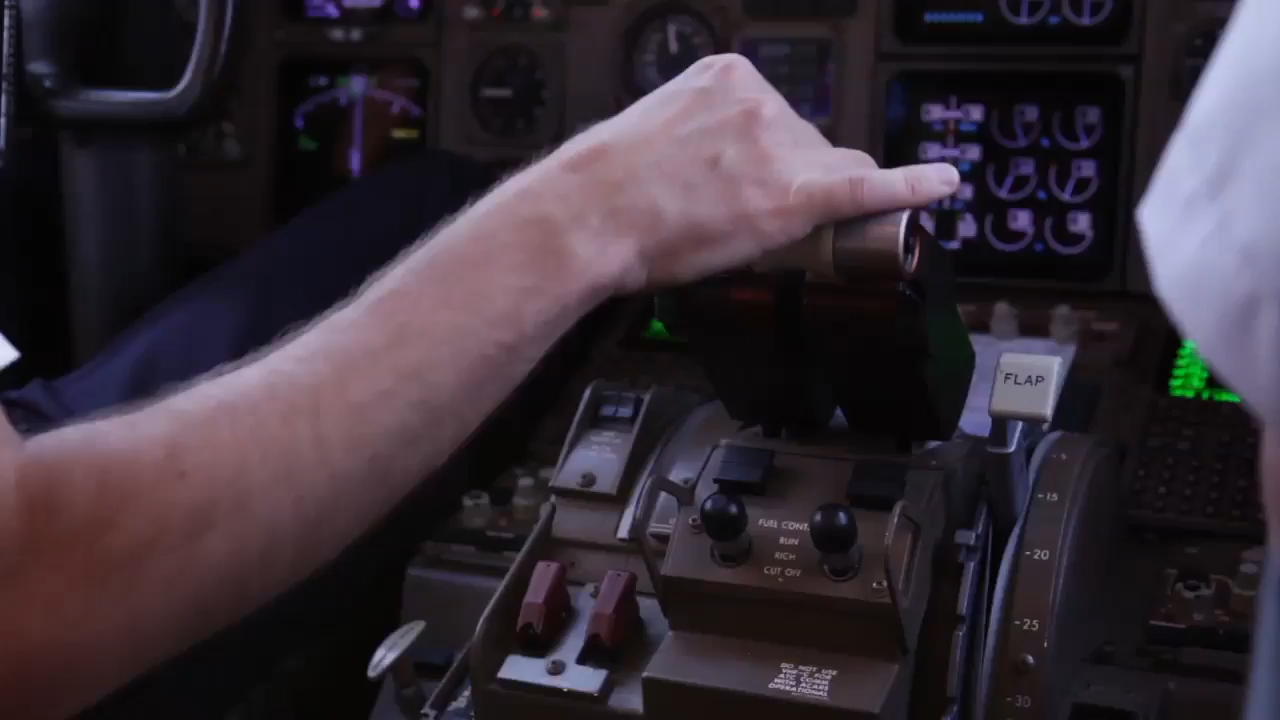 FLAP
-15
-20
-25
-30
FUEL CONT.
RUN
RICH
CUT OFF
DO NOT USE
VHF-C FOR
ATC COMM
WITH ACARS
OPERATIONAL